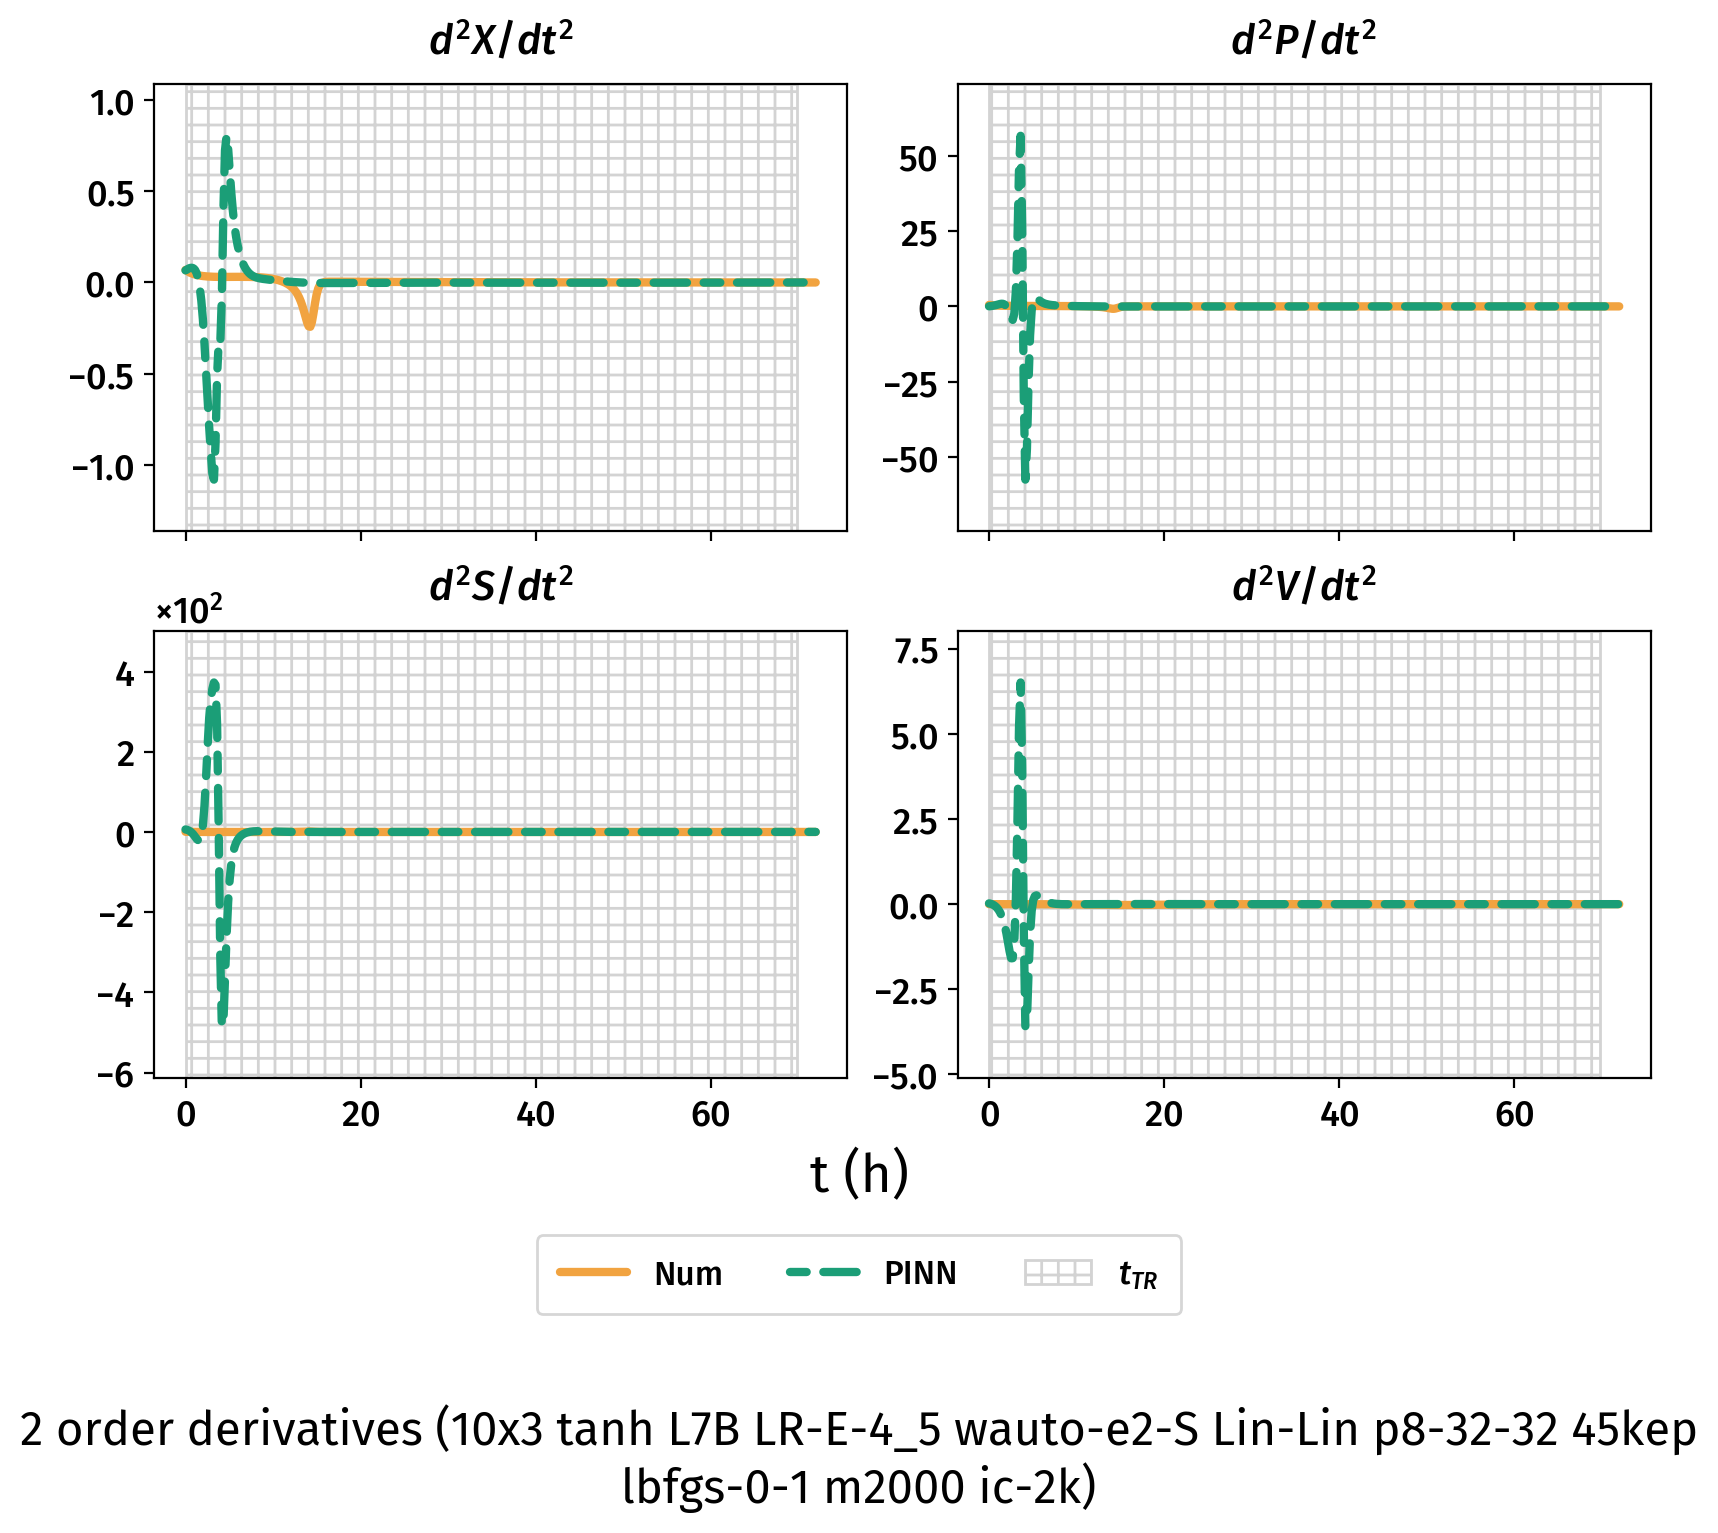 d²X/dt²
d²P/dt²
1.0
0.5
0.0
−0.5
−1.0
50
25
0
−25
−50
d²S/dt²
d²V/dt²
×10²
4
2
0
−2
−4
−6
7.5
5.0
2.5
0.0
−2.5
−5.0
0 20 40 60
0 20 40 60
t (h)
Num PINN t_TR
2 order derivatives (10x3 tanh L7B LR-E-4_5 wauto-e2-S Lin-Lin p8-32-32 45kep
lbfgs-0-1 m2000 ic-2k)